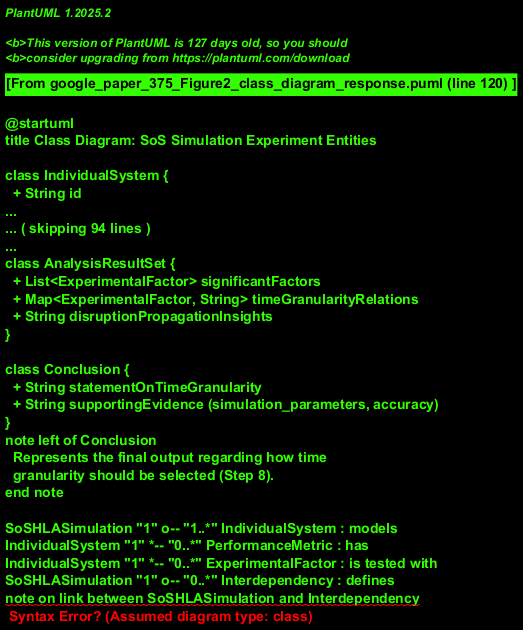 PlantUML 1.2025.2
<b>This version of PlantUML is 127 days old, so you should
<b>consider upgrading from https://plantuml.com/download
[From google_paper_375_Figure2_class_diagram_response.puml (line 120) ]
@startuml
title Class Diagram: SoS Simulation Experiment Entities
class IndividualSystem {
+ String id
...
... ( skipping 94 lines )
...
class AnalysisResultSet {
+ List<ExperimentalFactor> significantFactors
+ Map<ExperimentalFactor, String> timeGranularityRelations
+ String disruptionPropagationInsights
}
class Conclusion {
+ String statementOnTimeGranularity
+ String supportingEvidence (simulation_parameters, accuracy)
}
note left of Conclusion
Represents the final output regarding how time
granularity should be selected (Step 8).
end note
SoSHLASimulation "1" o-- "1..*" IndividualSystem : models
IndividualSystem "1" *-- "0..*" PerformanceMetric : has
IndividualSystem "1" *-- "0..*" ExperimentalFactor : is tested with
SoSHLASimulation "1" o-- "0..*" Interdependency : defines
note on link between SoSHLASimulation and Interdependency
Syntax Error? (Assumed diagram type: class)